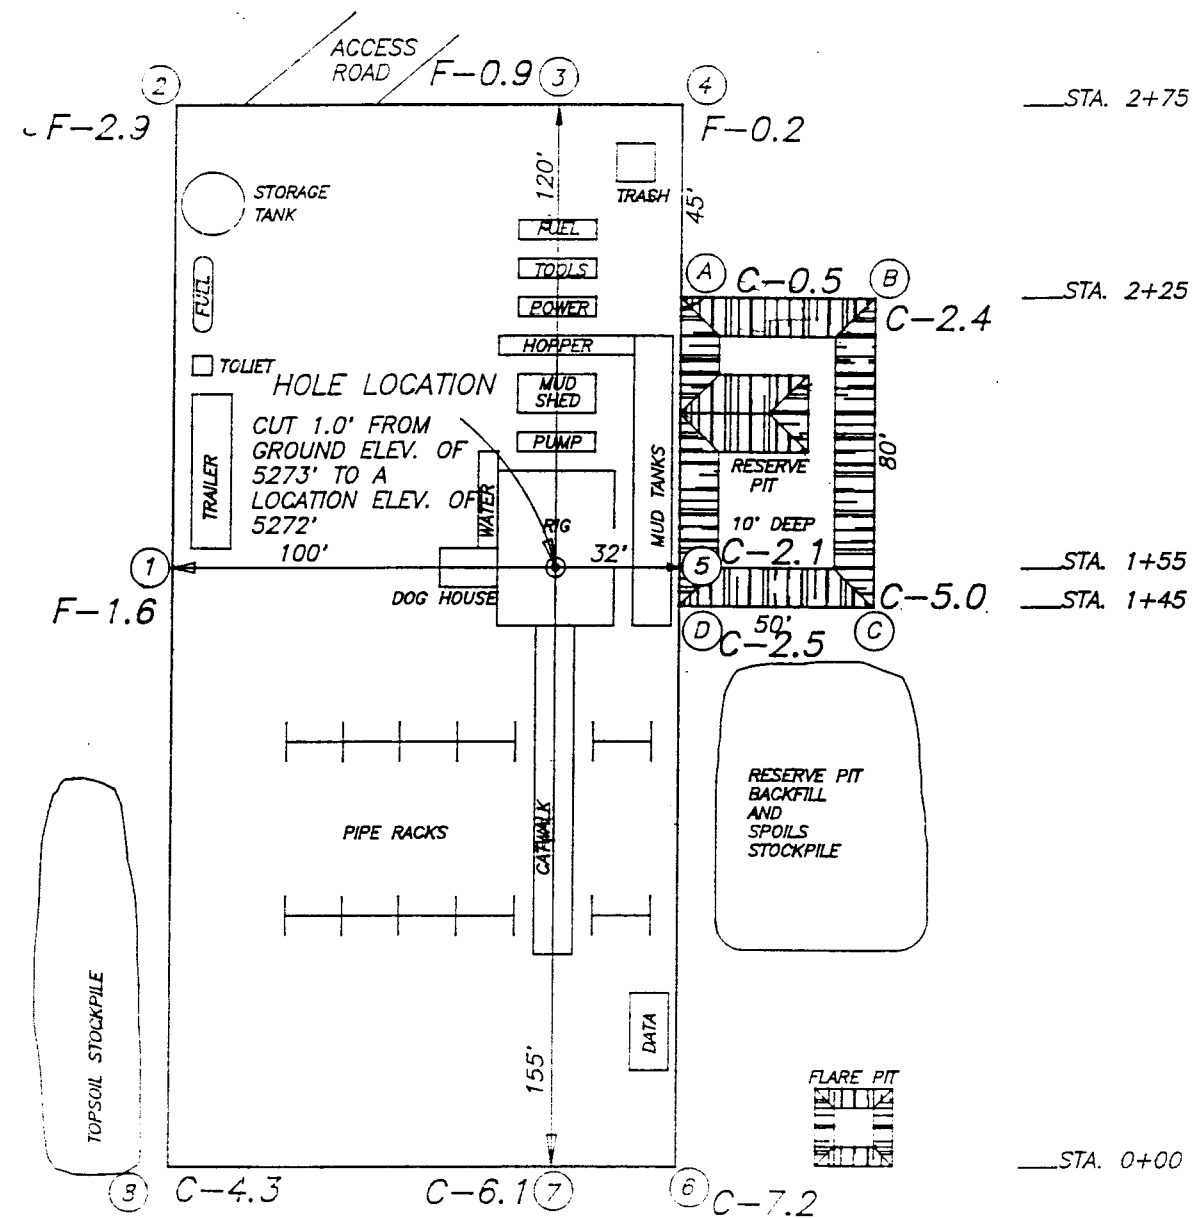 ACCESS
ROAD
2
F-0.9
3
4
STA. 2+75
F-2.9
F-0.2
120'
TRASH
45'
STORAGE
TANK
FUEL
TOOLS
POWER
HOPPER
FUEL
A
C-0.5
B
STA. 2+25
C-2.4
TOLIET
HOLE LOCATION
MUD
SHED
PUMP
CUT 1.0' FROM
GROUND ELEV. OF
5273' TO A
LOCATION ELEV. OF
5272'
TRAILER
WATER
RIG
MUD TANKS
RESERVE
PIT
10' DEEP
80'
1
100'
32'
5
C-2.1
STA. 1+55
F-1.6
DOG HOUSE
C-5.0
STA. 1+45
D
50'
C
C-2.5
PIPE RACKS
CATWALK
RESERVE PIT
BACKFILL
AND
SPOILS
STOCKPILE
TOPSOIL STOCKPILE
155'
DATA
FLARE PIT
STA. 0+00
8
C-4.3
C-6.1
7
6
C-7.2